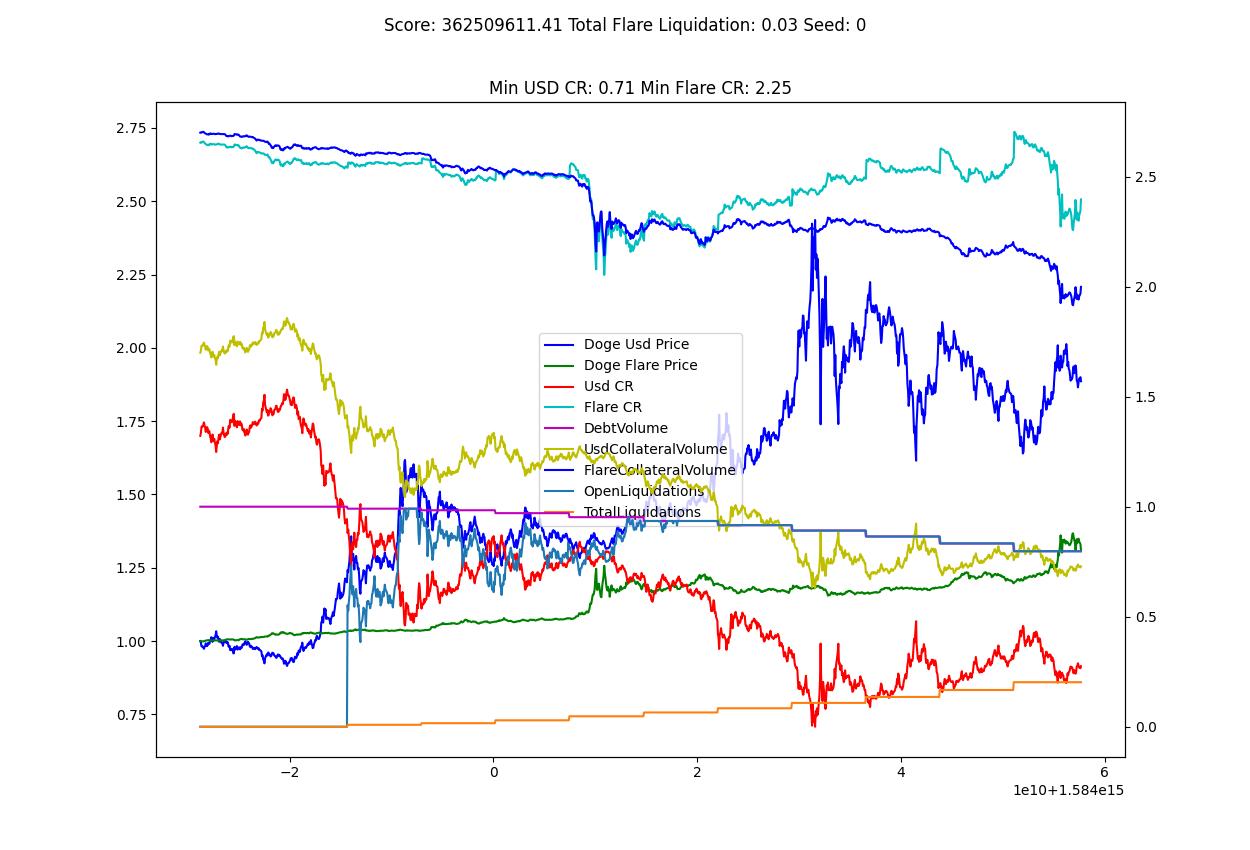 Score: 362509611.41 Total Flare Liquidation: 0.03 Seed: 0
Min USD CR: 0.71 Min Flare CR: 2.25
2.75
2.50
2.25
2.00
1.75
1.50
1.25
1.00
0.75
2.5
2.0
1.5
1.0
0.5
0.0
Doge Usd Price
Doge Flare Price
Usd CR
Flare CR
DebtVolume
UsdCollateralVolume
FlareCollateralVolume
OpenLiquidations
TotalLiquidations
−2 0 2 4 6
1e10+1.584e15